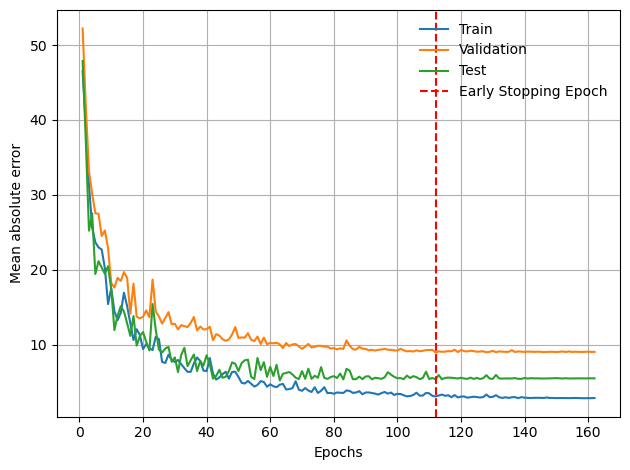 Train
Validation
Test
Early Stopping Epoch
50
40
30
20
10
Mean absolute error
0 20 40 60 80 100 120 140 160
Epochs